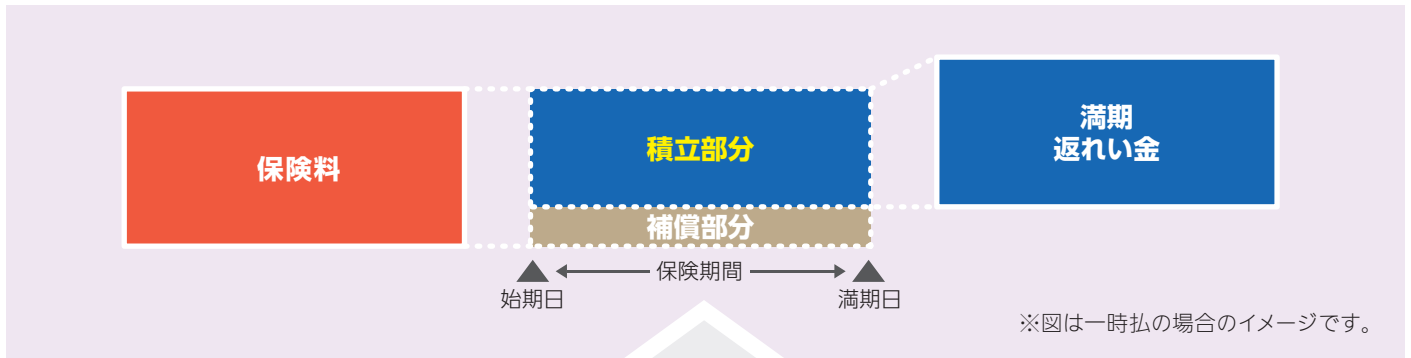 保険料
積立部分
補償部分
満期
返れい金
保険期間
始期日
満期日
※図は一時払の場合のイメージです。